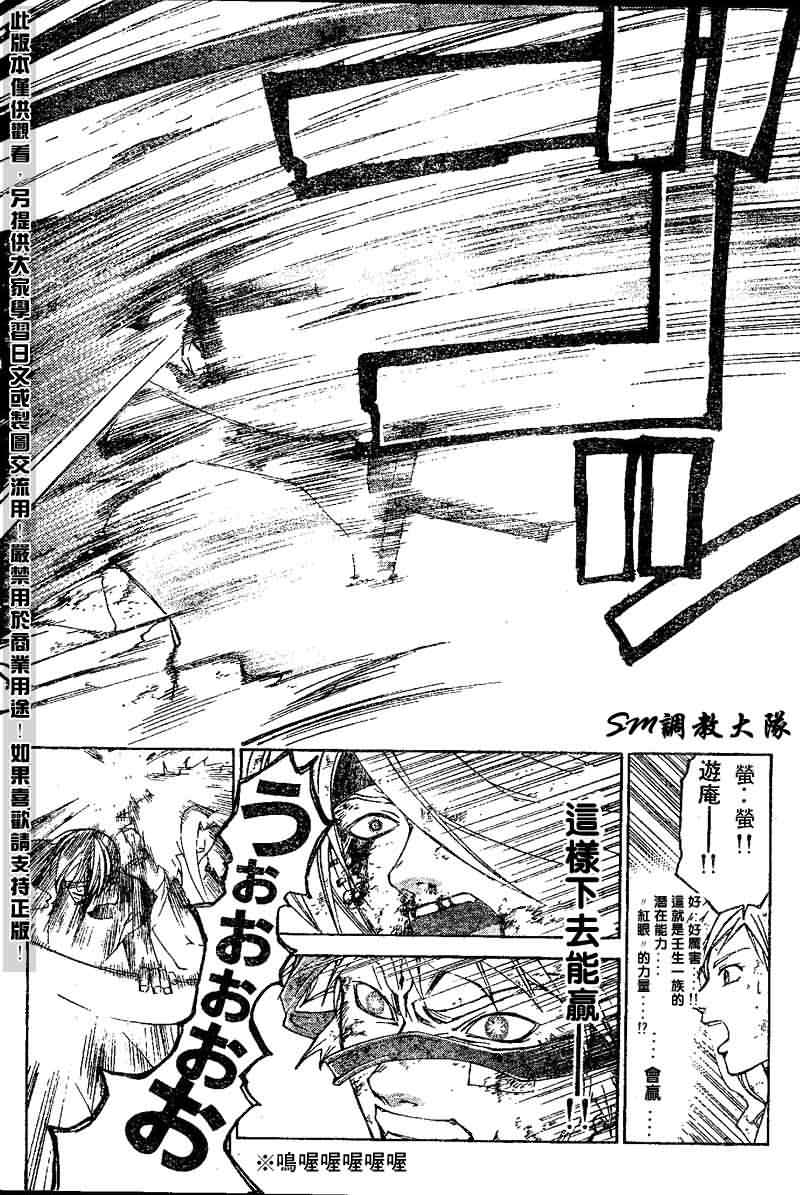 此版本僅供觀看．另提供大家學習日文或製圖交流用！嚴禁用於商業用途！如果喜歡請支持正版！
SM調教大隊
螢‥螢!!
遊庵──!!
好‥好厲害…!!
這就是壬生一族的
潛在能力…
〃紅眼〃的力量…!?
‥‥會贏‥‥
這樣下去能贏──!!
うぉおおおお
※嗚喔喔喔喔喔